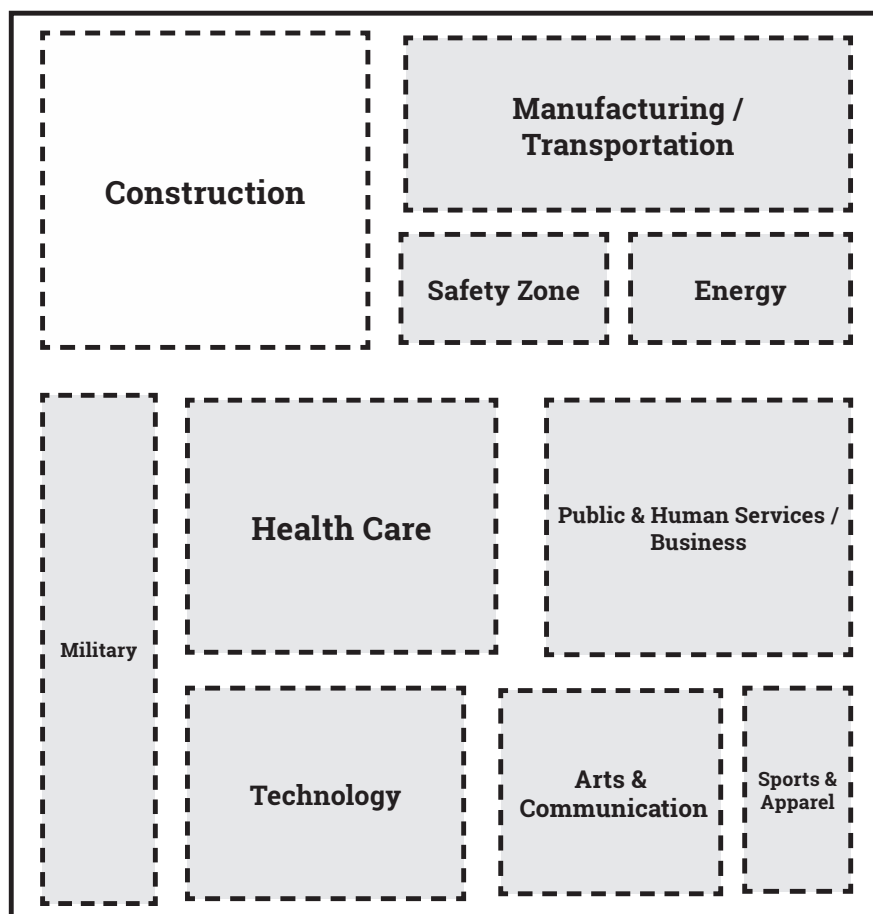 Construction
Manufacturing /
Transportation
Safety Zone
Energy
Military
Health Care
Public & Human Services /
Business
Technology
Arts &
Communication
Sports &
Apparel